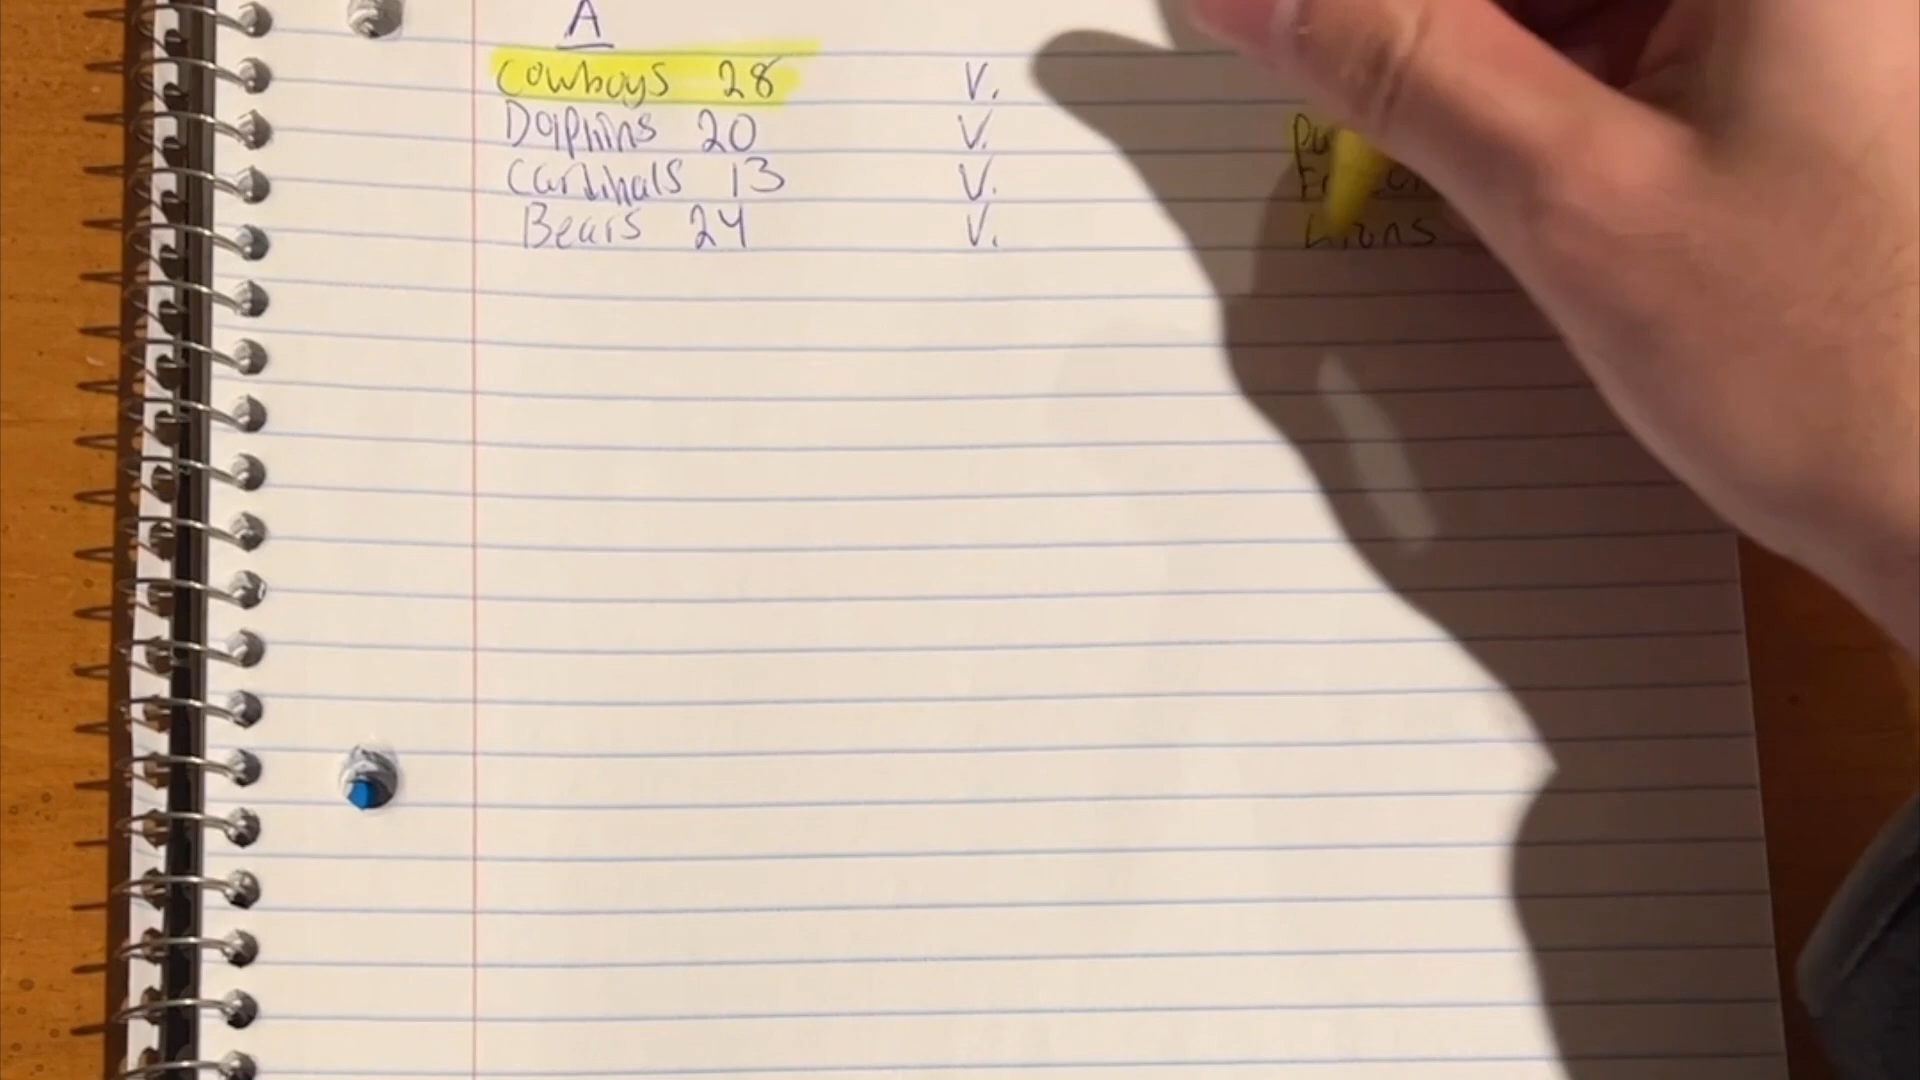 A
Cowboys 28 V.
Dolphins 20 V.
Cardinals 13 V.
Bears 24 V. Lions